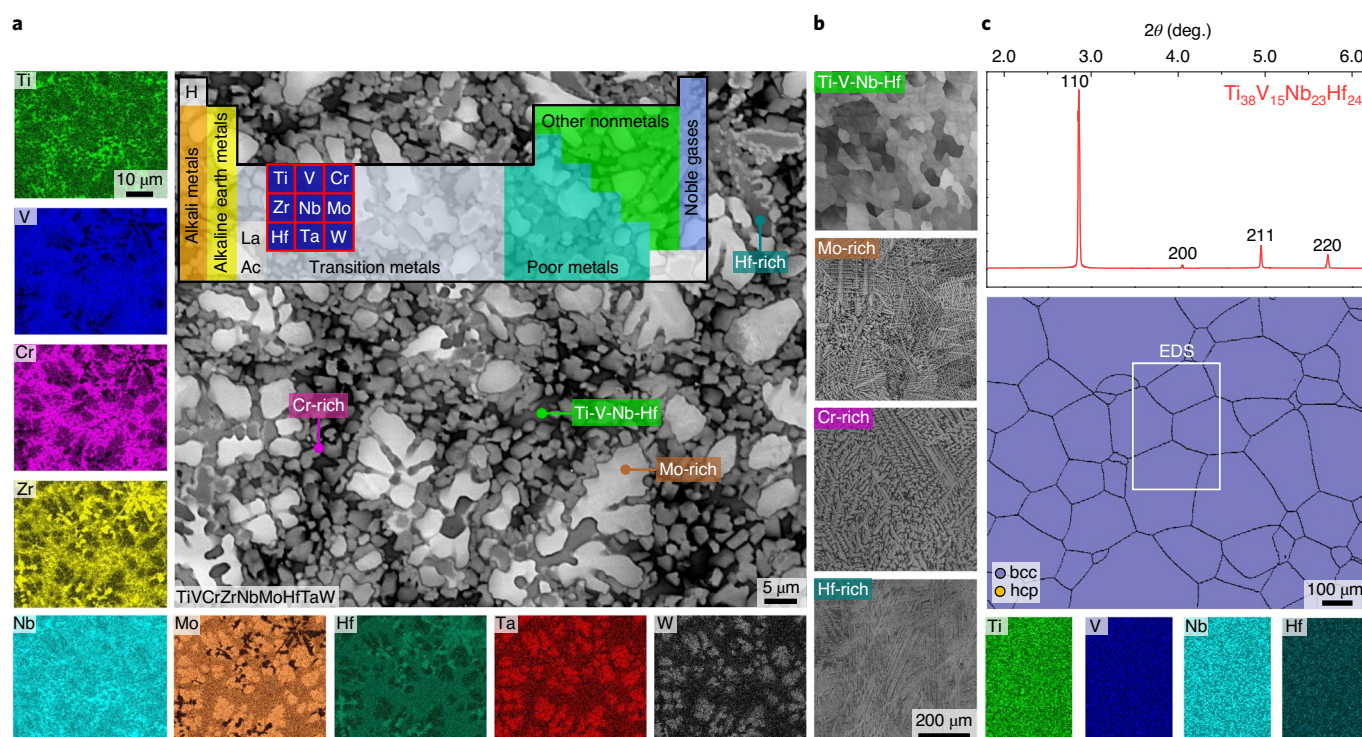 a
Ti
10 μm
V
Cr
Zr
Nb
Mo
Hf
Ta
W
H
Alkali metals
Alkaline earth metals
La
Ac
Ti V Cr
Zr Nb Mo
Hf Ta W
Transition metals
Other nonmetals
Poor metals
Noble gases
Hf-rich
Cr-rich
Ti-V-Nb-Hf
Mo-rich
TiVCrZrNbMoHfTaW
5 μm
b
Ti-V-Nb-Hf
Mo-rich
Cr-rich
Hf-rich
200 μm
c
2θ (deg.)
2.0 3.0 4.0 5.0 6.0
110
200
211
220
Ti38V15Nb23Hf24
EDS
bcc
hcp
100 μm
Ti
V
Nb
Hf